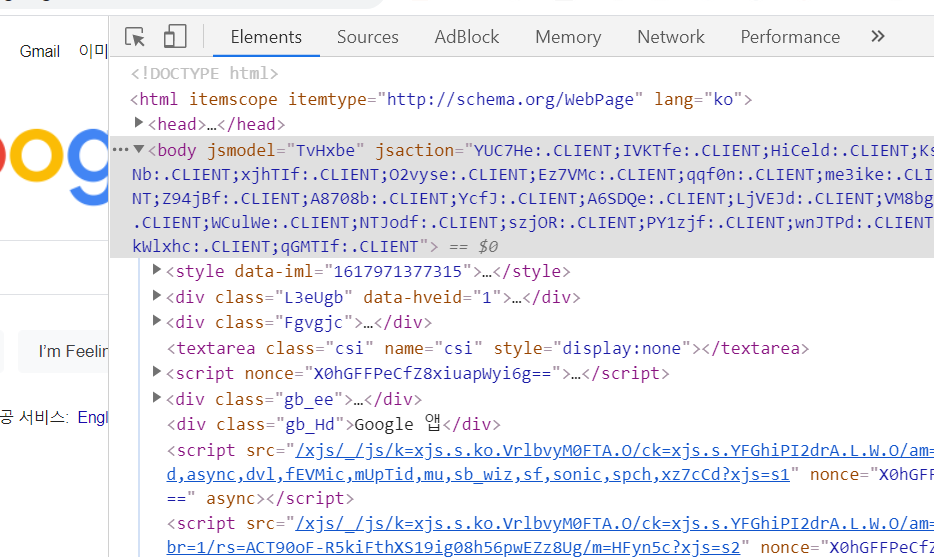 Gmail 이미
Elements Sources AdBlock Memory Network Performance
oog
I'm Feelin
공 서비스: Engl
<!DOCTYPE html>
<html itemscope itemtype="http://schema.org/WebPage" lang="ko">
<head>…</head>
<body jsmodel="TvHxbe" jsaction="YUC7He:.CLIENT;IVKTfe:.CLIENT;HiCeld:.CLIENT;Ks
Nb:.CLIENT;xjhTIf:.CLIENT;O2vyse:.CLIENT;Ez7VMc:.CLIENT;qqf0n:.CLIENT;me3ike:.CLIENT
NT;Z94jBf:.CLIENT;A8708b:.CLIENT;YcfJ:.CLIENT;A6SDQe:.CLIENT;LjVEJd:.CLIENT;VM8bg
.CLIENT;WCulWe:.CLIENT;NTJodf:.CLIENT;szjOR:.CLIENT;PY1zjf:.CLIENT;wnJTPd:.CLIENT
kWlxhc:.CLIENT;qGMTIf:.CLIENT"> == $0
<style data-iml="1617971377315">…</style>
<div class="L3eUgb" data-hveid="1">…</div>
<div class="Fgvgjc">…</div>
<textarea class="csi" name="csi" style="display:none"></textarea>
<script nonce="X0hGFFPeCfZ8xiuapWyi6g==">…</script>
<div class="gb_ee">…</div>
<div class="gb_Hd">Google 앱</div>
<script src="/xjs/_/js/k=xjs.s.ko.VrlbvyM0FTA.O/ck=xjs.s.YFGhiPI2drA.L.W.O/am=
d,async,dvl,fEVMic,mUpTid,mu,sb_wiz,sf,sonic,spch,xz7cCd?xjs=s1" nonce="X0hGFF
==" async></script>
<script src="/xjs/_/js/k=xjs.s.ko.VrlbvyM0FTA.O/ck=xjs.s.YFGhiPI2drA.L.W.O/am=
br=1/rs=ACT90oF-R5kiFthXS19ig08h56pwEZz8Ug/m=HFyn5c?xjs=s2" nonce="X0hGFFPeCfZ